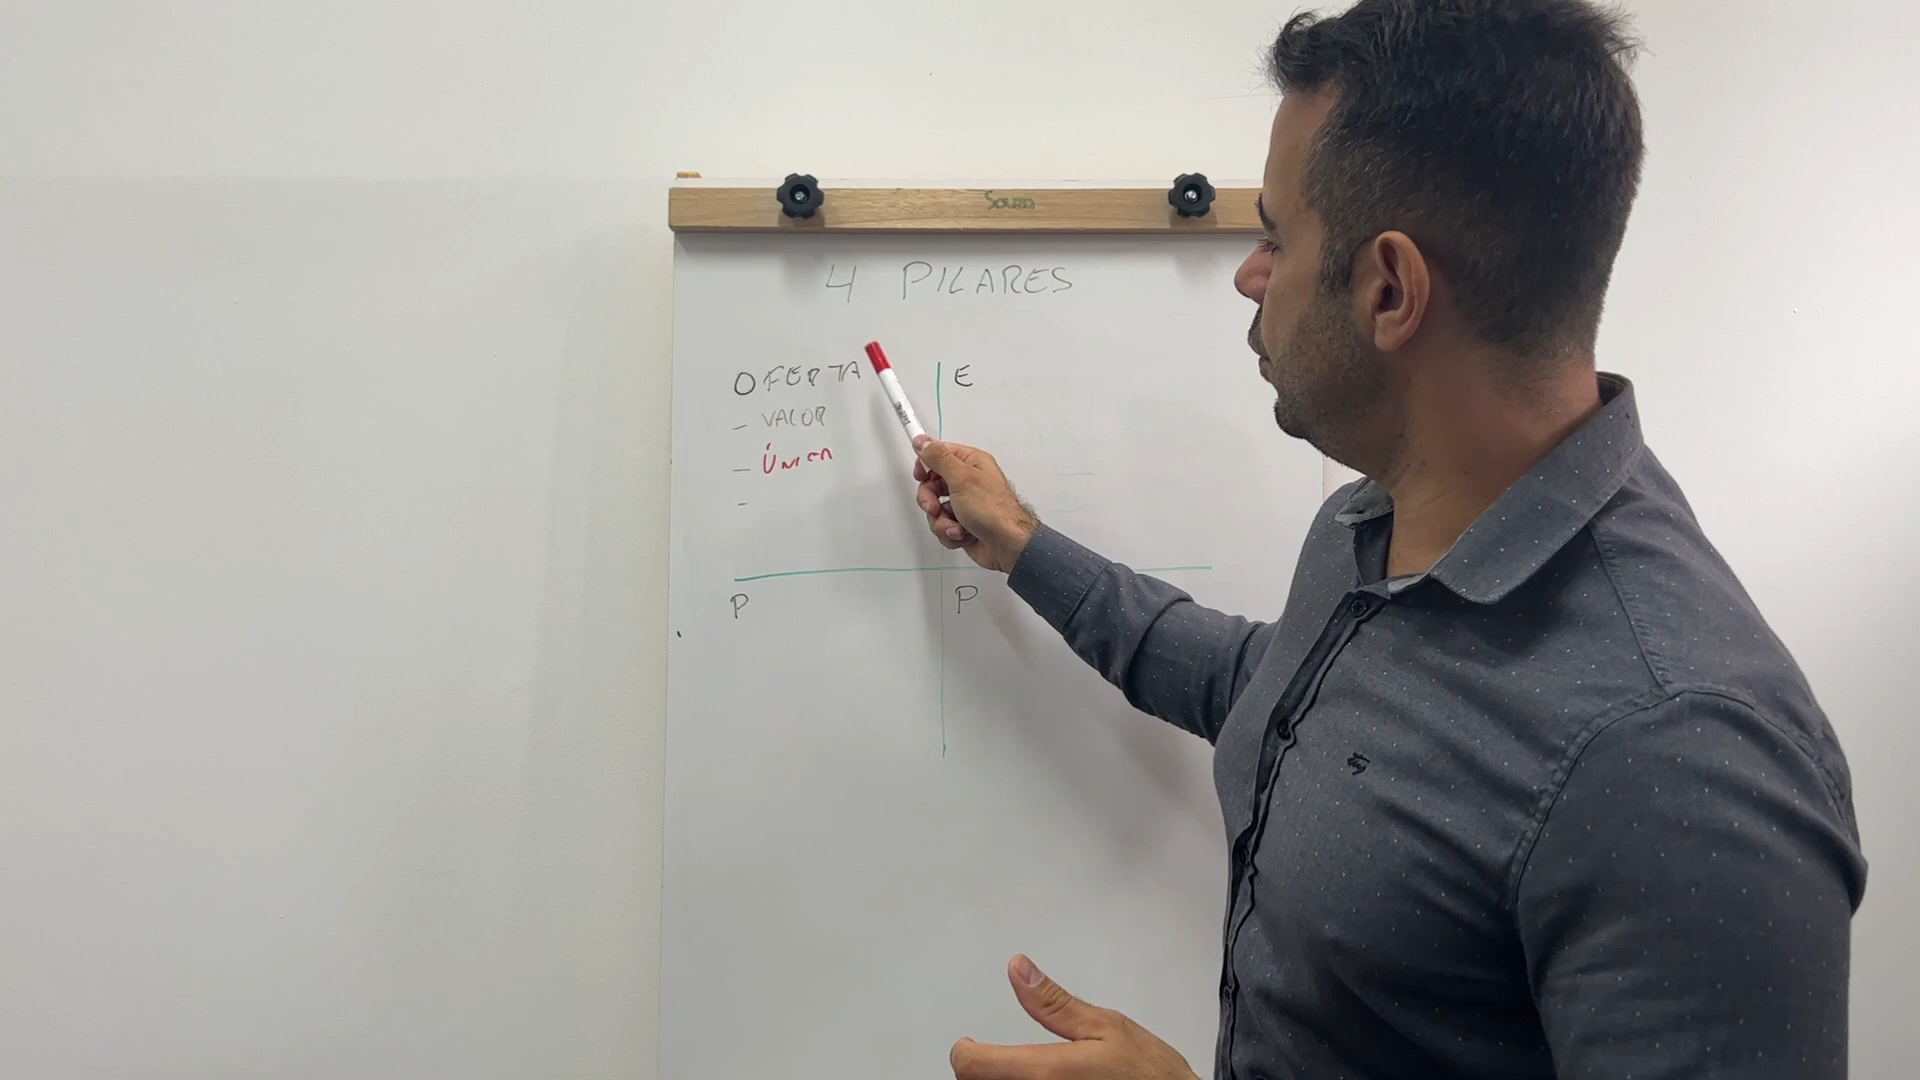 Souza
4 PILARES
OFERTA
- VALOR
- ÚNICA
-
E
P
P